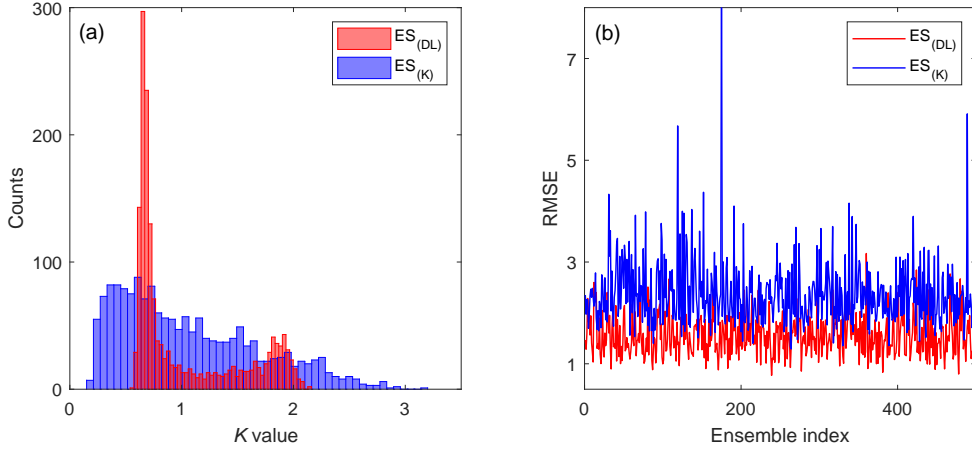 (a)
ES(DL)
ES(K)
300
200
100
0
Counts
0 1 2 3
K value
(b)
ES(DL)
ES(K)
7
5
3
1
RMSE
0 200 400
Ensemble index